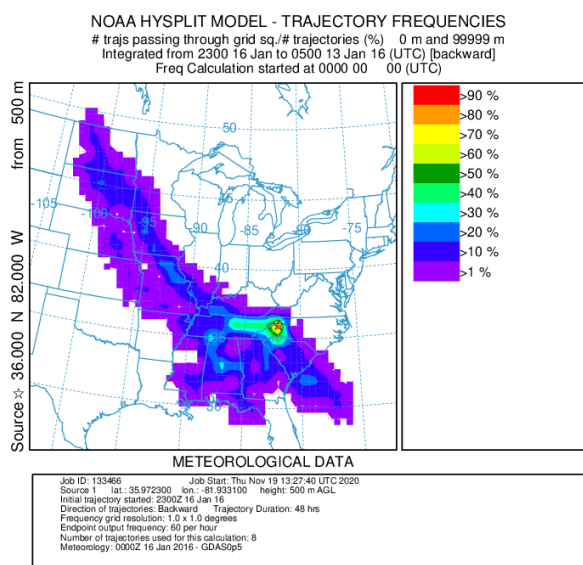 NOAA HYSPLIT MODEL - TRAJECTORY FREQUENCIES
# trajs passing through grid sq./# trajectories (%) 0 m and 99999 m
Integrated from 2300 16 Jan to 0500 13 Jan 16 (UTC) [backward]
Freq Calculation started at 0000 00 00 (UTC)
Source ☆ 36.000 N 82.000 W from 500 m
50
-105
-100
-95
-90
-85
-75
40
30
>90 %
>80 %
>70 %
>60 %
>50 %
>40 %
>30 %
>20 %
>10 %
>1 %
METEOROLOGICAL DATA
Job ID: 133466 Job Start: Thu Nov 19 13:27:40 UTC 2020
Source 1 lat.: 35.972300 lon.: -81.933100 height: 500 m AGL
Initial trajectory started: 2300Z 16 Jan 16
Direction of trajectories: Backward Trajectory Duration: 48 hrs
Frequency grid resolution: 1.0 x 1.0 degrees
Endpoint output frequency: 60 per hour
Number of trajectories used for this calculation: 8
Meteorology: 0000Z 16 Jan 2016 - GDAS0p5